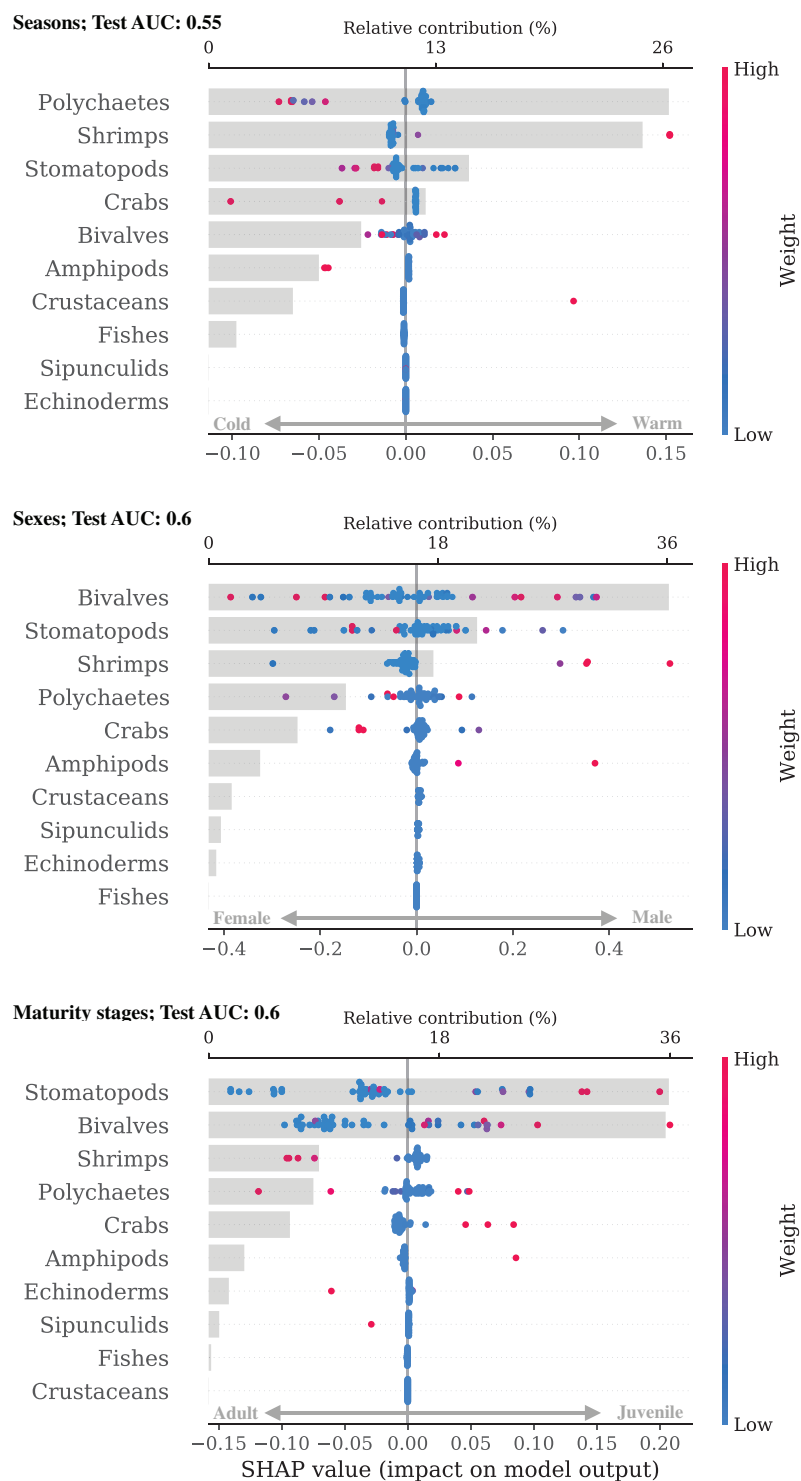 Seasons; Test AUC: 0.55
Relative contribution (%)
0 13 26
High
Polychaetes
Shrimps
Stomatopods
Crabs
Bivalves
Amphipods
Crustaceans
Fishes
Sipunculids
Echinoderms
Weight
Cold Warm
Low
−0.10 −0.05 0.00 0.05 0.10 0.15
Sexes; Test AUC: 0.6
Relative contribution (%)
0 18 36
High
Bivalves
Stomatopods
Shrimps
Polychaetes
Crabs
Amphipods
Crustaceans
Sipunculids
Echinoderms
Fishes
Weight
Female Male
Low
−0.4 −0.2 0.0 0.2 0.4
Maturity stages; Test AUC: 0.6
Relative contribution (%)
0 18 36
High
Stomatopods
Bivalves
Shrimps
Polychaetes
Crabs
Amphipods
Echinoderms
Sipunculids
Fishes
Crustaceans
Weight
Adult Juvenile
Low
−0.15 −0.10 −0.05 0.00 0.05 0.10 0.15 0.20
SHAP value (impact on model output)